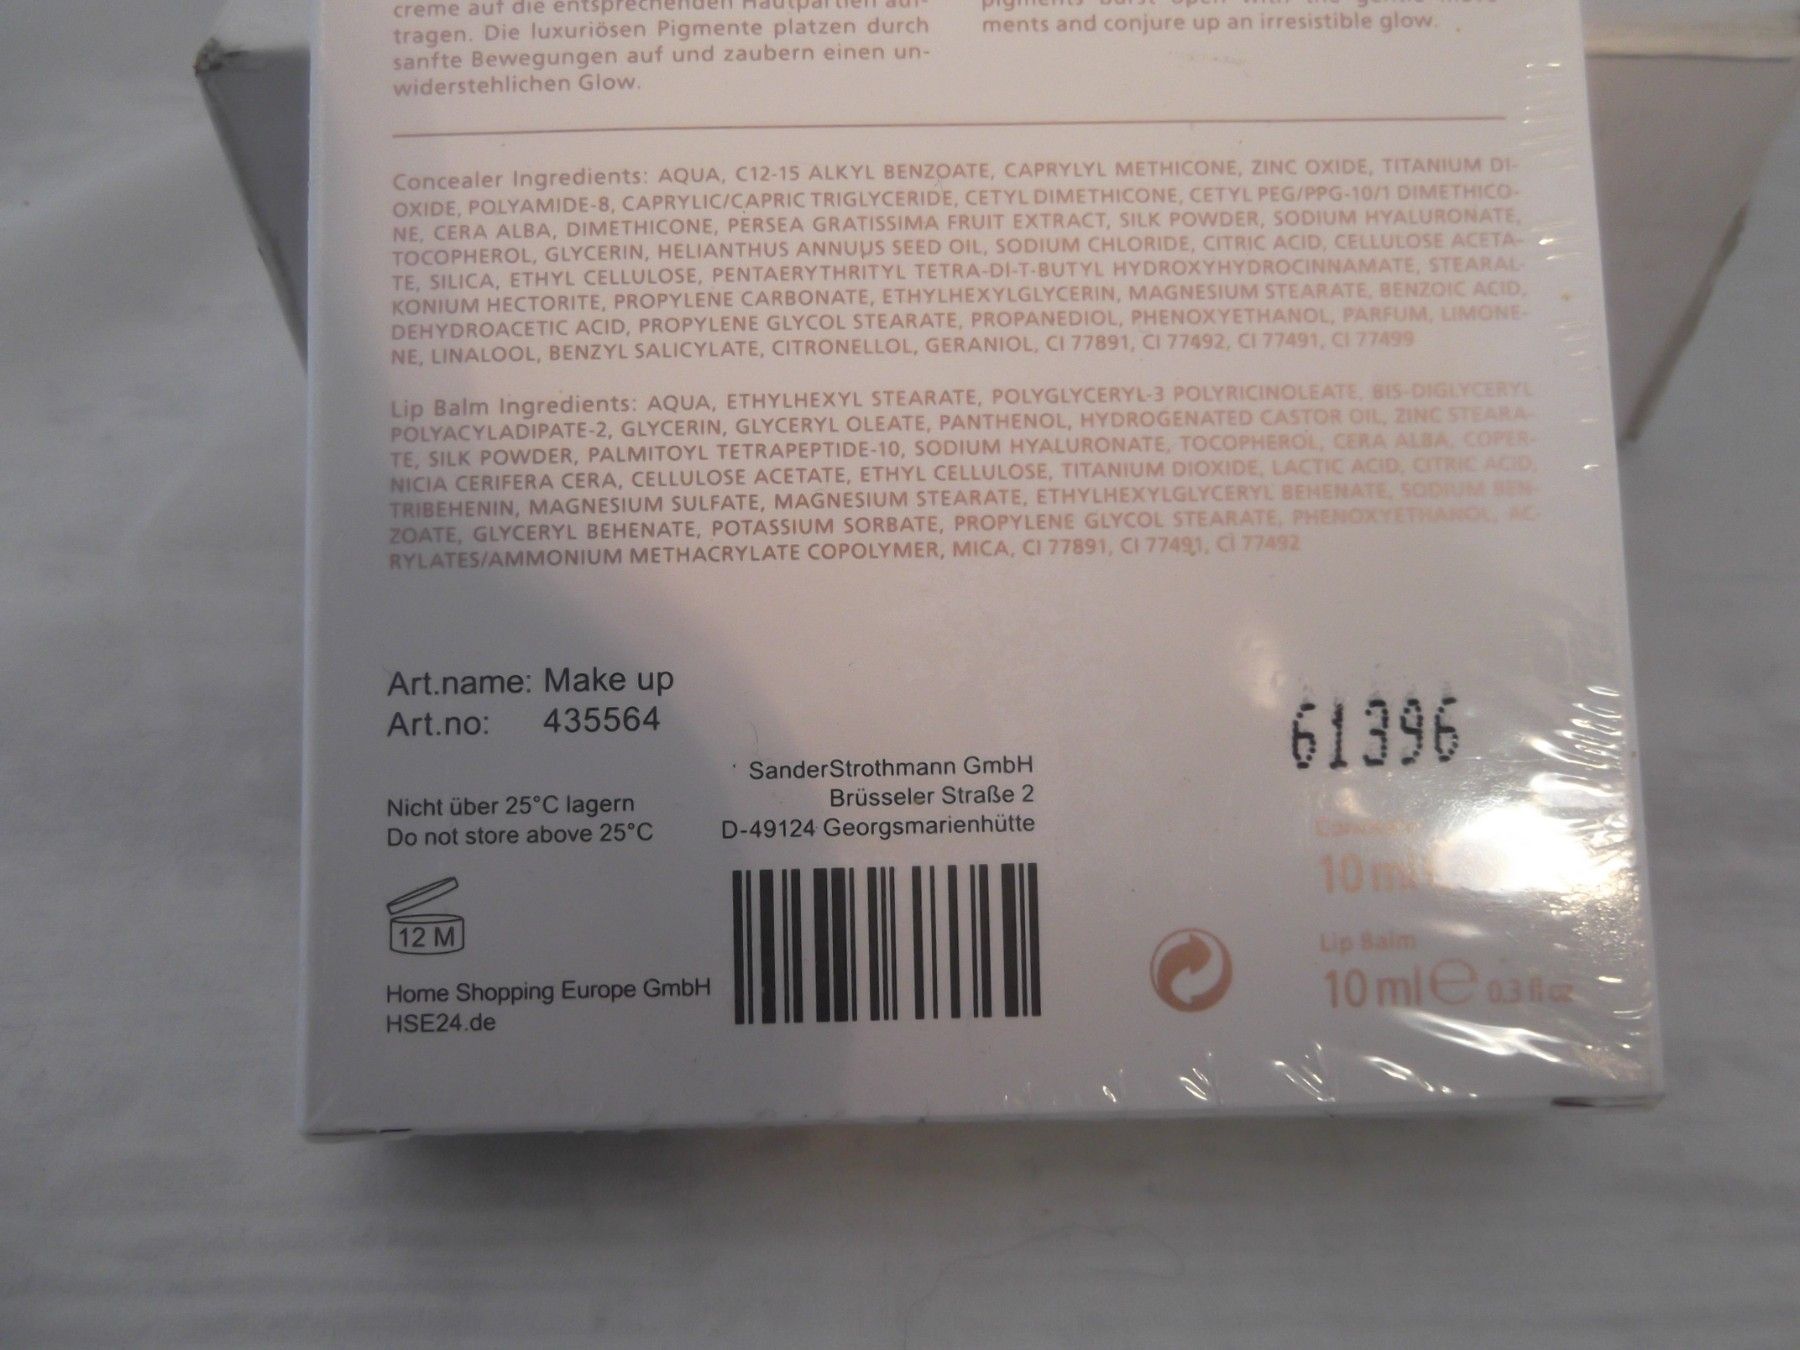 creme auf die entsprechenden Hautpartien auf-
tragen. Die luxuriösen Pigmente platzen durch
sanfte Bewegungen auf und zaubern einen un-
widerstehlichen Glow.
pigments burst open with the gentle move-
ments and conjure up an irresistible glow.
Concealer Ingredients: AQUA, C12-15 ALKYL BENZOATE, CAPRYLYL METHICONE, ZINC OXIDE, TITANIUM DI-
OXIDE, POLYAMIDE-8, CAPRYLIC/CAPRIC TRIGLYCERIDE, CETYL DIMETHICONE, CETYL PEG/PPG-10/1 DIMETHICO-
NE, CERA ALBA, DIMETHICONE, PERSEA GRATISSIMA FRUIT EXTRACT, SILK POWDER, SODIUM HYALURONATE,
TOCOPHEROL, GLYCERIN, HELIANTHUS ANNUUS SEED OIL, SODIUM CHLORIDE, CITRIC ACID, CELLULOSE ACETA-
TE, SILICA, ETHYL CELLULOSE, PENTAERYTHRITYL TETRA-DI-T-BUTYL HYDROXYHYDROCINNAMATE, STEARAL-
KONIUM HECTORITE, PROPYLENE CARBONATE, ETHYLHEXYLGLYCERIN, MAGNESIUM STEARATE, BENZOIC ACID,
DEHYDROACETIC ACID, PROPYLENE GLYCOL STEARATE, PROPANEDIOL, PHENOXYETHANOL, PARFUM, LIMONE-
NE, LINALOOL, BENZYL SALICYLATE, CITRONELLOL, GERANIOL, CI 77891, CI 77492, CI 77491, CI 77499
Lip Balm Ingredients: AQUA, ETHYLHEXYL STEARATE, POLYGLYCERYL-3 POLYRICINOLEATE, BIS-DIGLYCERYL
POLYACYLADIPATE-2, GLYCERIN, GLYCERYL OLEATE, PANTHENOL, HYDROGENATED CASTOR OIL, ZINC STEARA-
TE, SILK POWDER, PALMITOYL TETRAPEPTIDE-10, SODIUM HYALURONATE, TOCOPHEROL, CERA ALBA, COPER-
NICIA CERIFERA CERA, CELLULOSE ACETATE, ETHYL CELLULOSE, TITANIUM DIOXIDE, LACTIC ACID, CITRIC ACID,
TRIBEHENIN, MAGNESIUM SULFATE, MAGNESIUM STEARATE, ETHYLHEXYLGLYCERYL BEHENATE, SODIUM BEN-
ZOATE, GLYCERYL BEHENATE, POTASSIUM SORBATE, PROPYLENE GLYCOL STEARATE, PHENOXYETHANOL, AC-
RYLATES/AMMONIUM METHACRYLATE COPOLYMER, MICA, CI 77891, CI 77491, CI 77492
Art.name: Make up
Art.no: 435564
61396
SanderStrothmann GmbH
Brüsseler Straße 2
D-49124 Georgsmarienhütte
Nicht über 25°C lagern
Do not store above 25°C
12 M
Home Shopping Europe GmbH
HSE24.de
Concealer
10 ml
Lip Balm
10 ml e 0.3 fl oz